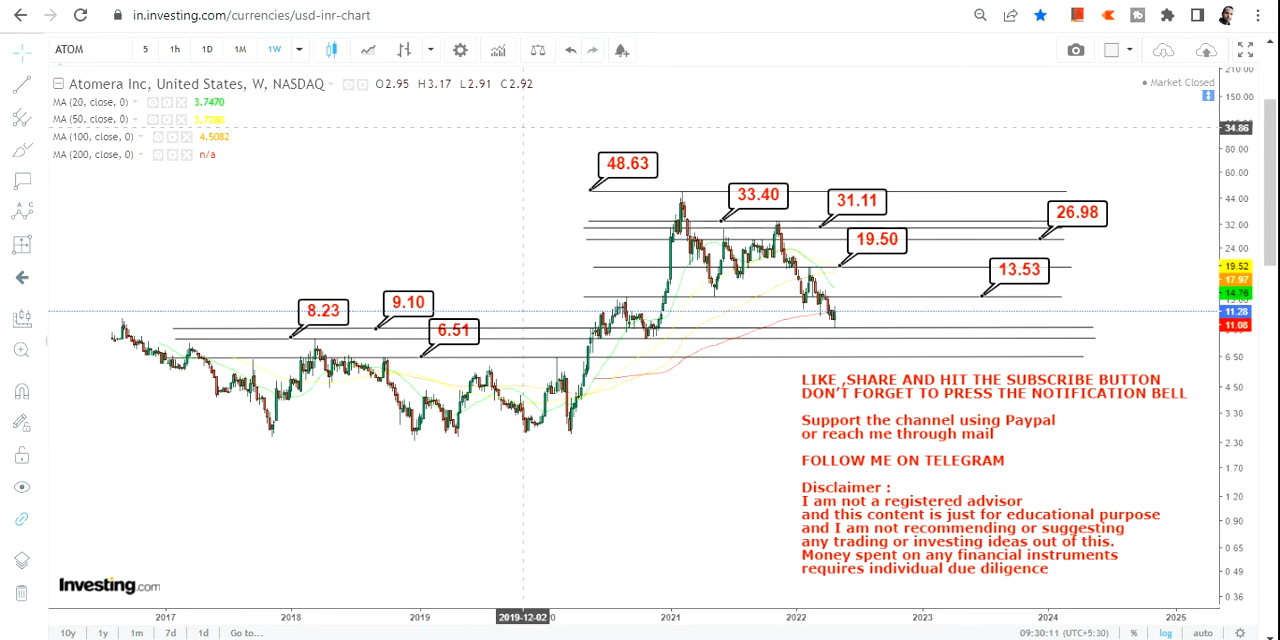 in.investing.com/currencies/usd-inr-chart
ATOM 5 1h 1D 1M 1W
Atomera Inc, United States, W, NASDAQ O2.95 H3.17 L2.91 C2.92
Market Closed
MA (20, close, 0) 3.7470
MA (50, close, 0)
MA (100, close, 0) 4.5082
MA (200, close, 0) n/a
210.00
150.00
34.86
80.00
60.00
44.00
32.00
24.00
19.52
17.97
14.76
11.28
11.08
6.50
4.50
3.30
2.30
1.70
1.20
0.90
0.65
0.49
0.36
48.63
33.40
31.11
26.98
19.50
13.53
8.23
9.10
6.51
LIKE ,SHARE AND HIT THE SUBSCRIBE BUTTON
DON'T FORGET TO PRESS THE NOTIFICATION BELL
Support the channel using Paypal
or reach me through mail
FOLLOW ME ON TELEGRAM
Disclaimer :
I am not a registered advisor
and this content is just for educational purpose
and I am not recommending or suggesting
any trading or investing ideas out of this.
Money spent on any financial instruments
requires individual due diligence
Investing.com
2017 2018 2019 2019-12-02 2021 2022 2023 2024 2025
10y 1y 1m 7d 1d Go to... 09:30:11 (UTC+5:30) % log auto